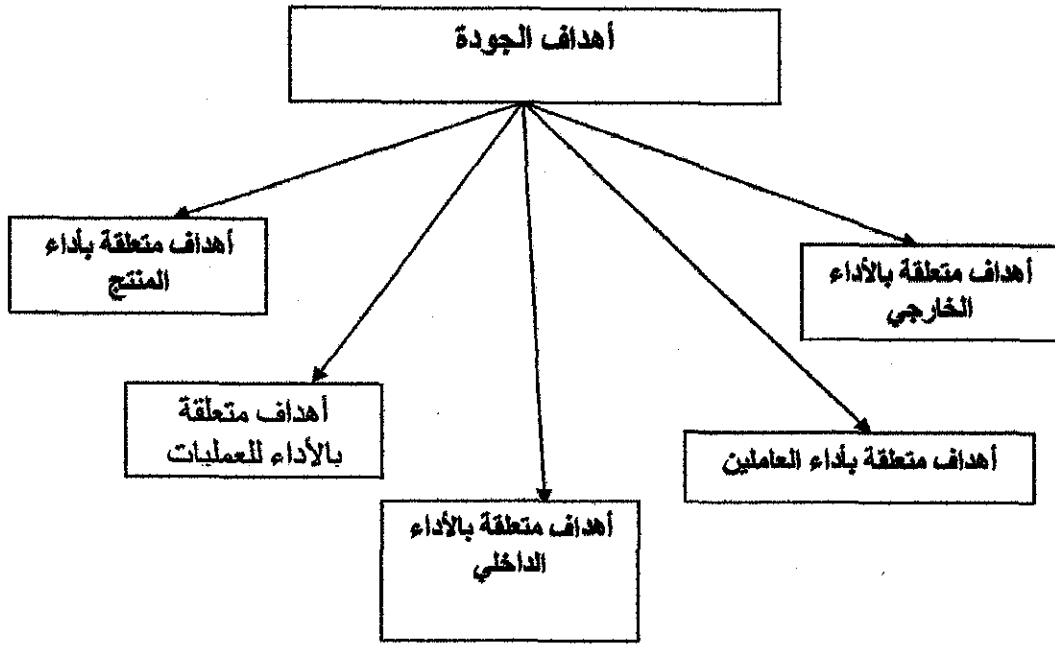 أهداف الجودة
أهداف متعلقة بالأداء
الخارجي
أهداف متعلقة بأداء
المنتج
أهداف متعلقة
بالأداء للعمليات
أهداف متعلقة بأداء العاملين
أهداف متعلقة بالأداء
الداخلي